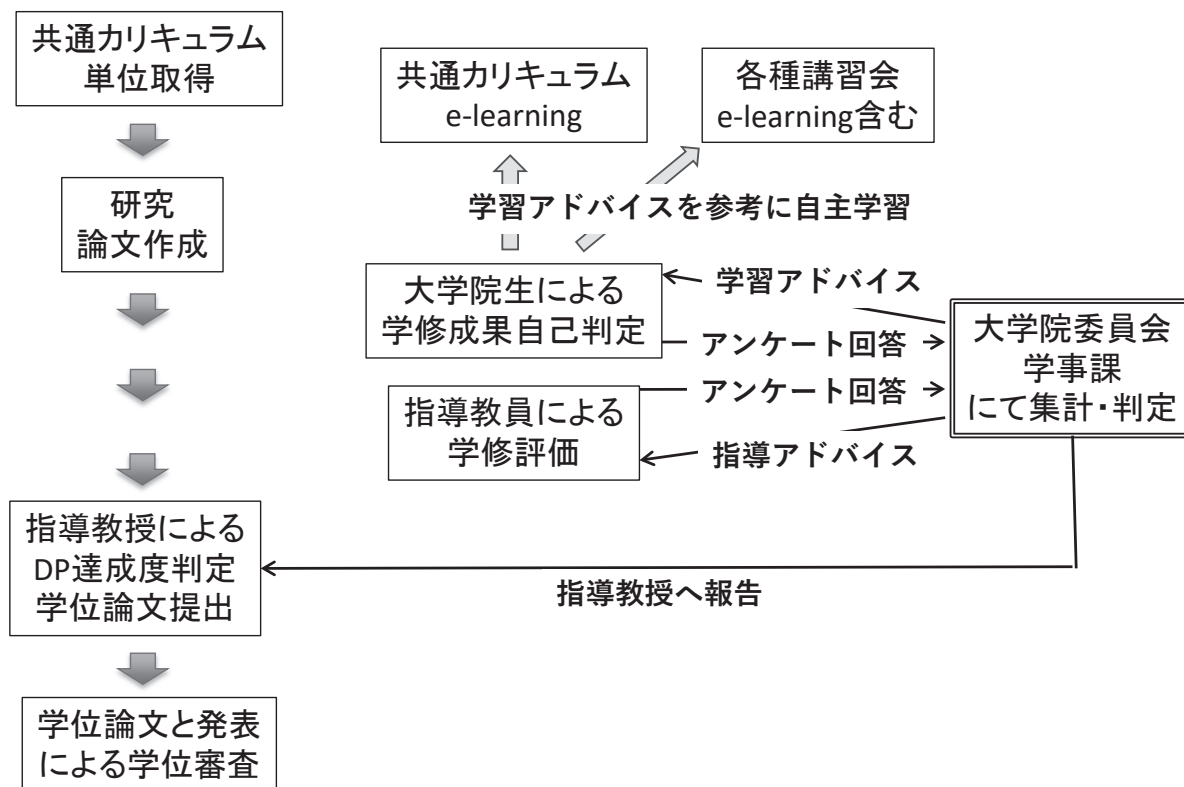 共通カリキュラム
単位取得
研究
論文作成
指導教授による
DP達成度判定
学位論文提出
学位論文と発表
による学位審査
共通カリキュラム
e-learning
各種講習会
e-learning含む
学習アドバイスを参考に自主学習
大学院生による
学修成果自己判定
学習アドバイス
アンケート回答
アンケート回答
指導教員による
学修評価
指導アドバイス
大学院委員会
学事課
にて集計・判定
指導教授へ報告